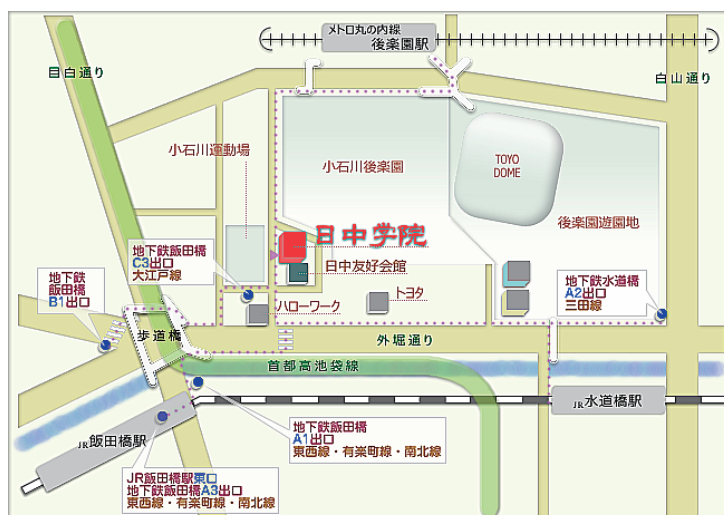 メトロ丸の内線
後楽園駅
目白通り
白山通り
小石川運動場
小石川後楽園
TOYO
DOME
後楽園遊園地
日中学院
日中友好会館
地下鉄飯田橋
C3出口
大江戸線
トヨタ
ハローワーク
地下鉄
飯田橋
B1出口
地下鉄水道橋
A2出口
三田線
歩道橋
外堀通り
首都高池袋線
JR水道橋駅
JR飯田橋駅
地下鉄飯田橋
A1出口
東西線・有楽町線・南北線
JR飯田橋駅東口
地下鉄飯田橋A3出口
東西線・有楽町線・南北線